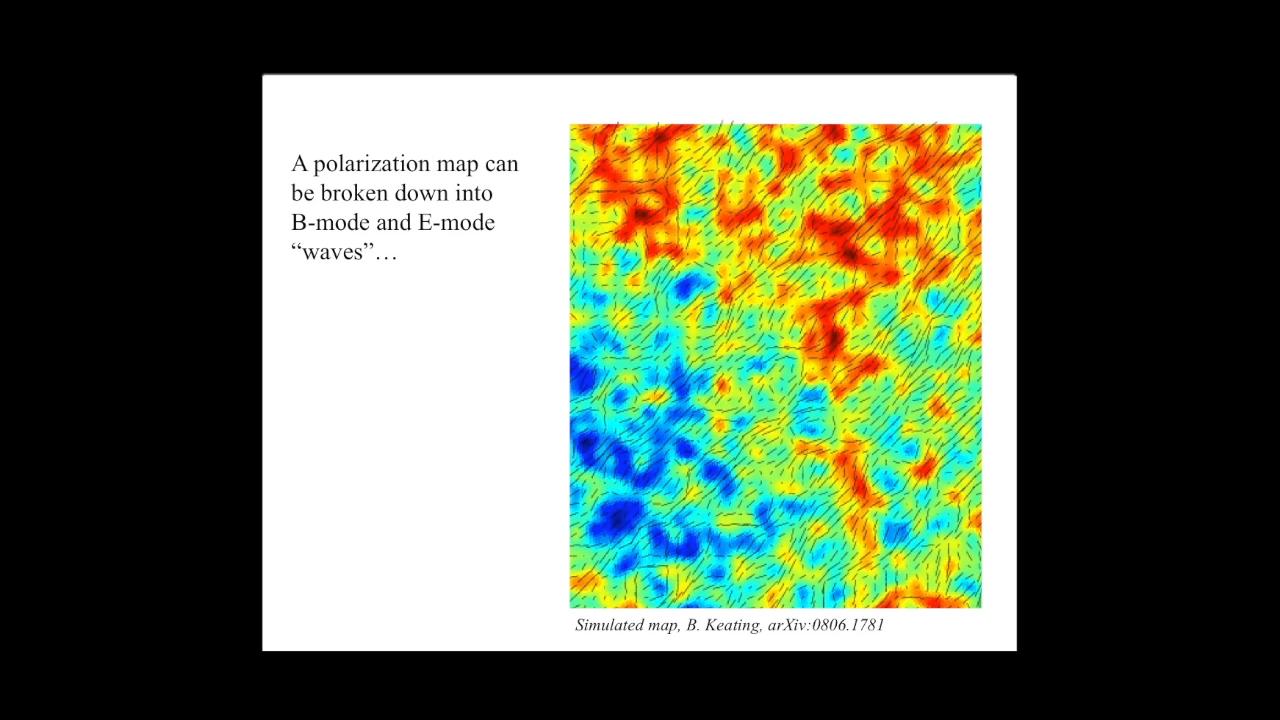 A polarization map can
be broken down into
B-mode and E-mode
“waves”…
Simulated map, B. Keating, arXiv:0806.1781